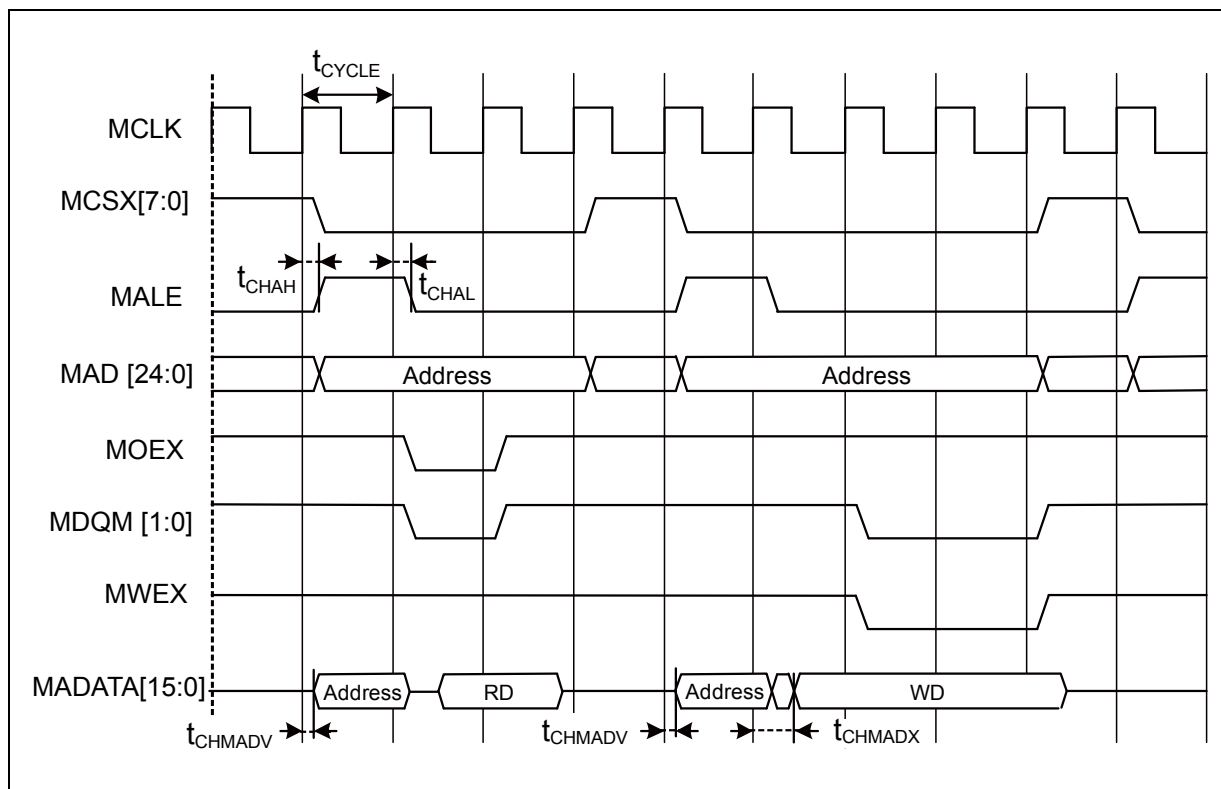 tCYCLE
MCLK
MCSX[7:0]
tCHAH
tCHAL
MALE
MAD [24:0]
Address
Address
MOEX
MDQM [1:0]
MWEX
MADATA[15:0]
Address
RD
Address
WD
tCHMADV
tCHMADV
tCHMADX